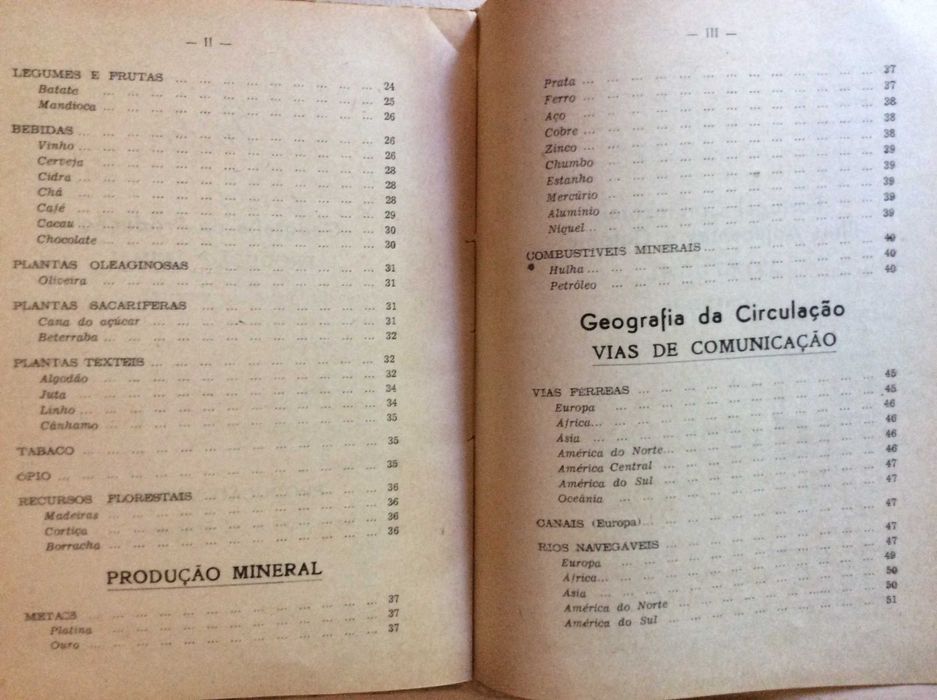 — II —
LEGUMES E FRUTAS ... ... ... ... ... ... ... ... 24
Batata ... ... ... ... ... ... ... ... ... ... 25
Mandioca ... ... ... ... ... ... ... ... ... ... 26
BEBIDAS ... ... ... ... ... ... ... ... ... ... 26
Vinho ... ... ... ... ... ... ... ... ... ... 26
Cerveja ... ... ... ... ... ... ... ... ... ... 28
Cidra ... ... ... ... ... ... ... ... ... ... 28
Chá ... ... ... ... ... ... ... ... ... ... 28
Café ... ... ... ... ... ... ... ... ... ... 29
Cacau ... ... ... ... ... ... ... ... ... ... 30
Chocolate ... ... ... ... ... ... ... ... ... ... 30
PLANTAS OLEAGINOSAS ... ... ... ... ... ... ... 31
Oliveira ... ... ... ... ... ... ... ... ... ... 31
PLANTAS SACARÍFERAS ... ... ... ... ... ... ... 31
Cana do açúcar ... ... ... ... ... ... ... ... 31
Beterraba ... ... ... ... ... ... ... ... ... ... 32
PLANTAS TÊXTEIS ... ... ... ... ... ... ... ... 32
Algodão ... ... ... ... ... ... ... ... ... ... 32
Juta ... ... ... ... ... ... ... ... ... ... 34
Linho ... ... ... ... ... ... ... ... ... ... 34
Cânhamo ... ... ... ... ... ... ... ... ... ... 35
TABACO ... ... ... ... ... ... ... ... ... ... 35
ÓPIO ... ... ... ... ... ... ... ... ... ... 35
RECURSOS FLORESTAIS ... ... ... ... ... ... ... 36
Madeiras ... ... ... ... ... ... ... ... ... ... 36
Cortiça ... ... ... ... ... ... ... ... ... ... 36
Borracha ... ... ... ... ... ... ... ... ... ... 36
PRODUÇÃO MINERAL
METAIS ... ... ... ... ... ... ... ... ... ... 37
Platina ... ... ... ... ... ... ... ... ... ... 37
Ouro ... ... ... ... ... ... ... ... ... ... 37
— III —
Prata ... ... ... ... ... ... ... ... ... ... 37
Ferro ... ... ... ... ... ... ... ... ... ... 37
Aço ... ... ... ... ... ... ... ... ... ... 38
Cobre ... ... ... ... ... ... ... ... ... ... 38
Zinco ... ... ... ... ... ... ... ... ... ... 38
Chumbo ... ... ... ... ... ... ... ... ... ... 39
Estanho ... ... ... ... ... ... ... ... ... ... 39
Mercúrio ... ... ... ... ... ... ... ... ... ... 39
Alumínio ... ... ... ... ... ... ... ... ... ... 39
Niquel ... ... ... ... ... ... ... ... ... ... 39
COMBUSTÍVEIS MINERAIS ... ... ... ... ... ... ... 40
Hulha ... ... ... ... ... ... ... ... ... ... 40
Petróleo ... ... ... ... ... ... ... ... ... ... 40
Geografia da Circulação
VIAS DE COMUNICAÇÃO
VIAS FÉRREAS ... ... ... ... ... ... ... ... ... 45
Europa ... ... ... ... ... ... ... ... ... ... 45
África ... ... ... ... ... ... ... ... ... ... 46
Ásia ... ... ... ... ... ... ... ... ... ... 46
América do Norte ... ... ... ... ... ... ... ... 46
América Central ... ... ... ... ... ... ... ... 46
América do Sul ... ... ... ... ... ... ... ... 47
Oceânia ... ... ... ... ... ... ... ... ... ... 47
CANAIS (Europa) ... ... ... ... ... ... ... ... 47
RIOS NAVEGÁVEIS ... ... ... ... ... ... ... ... 47
Europa ... ... ... ... ... ... ... ... ... ... 47
África ... ... ... ... ... ... ... ... ... ... 49
Ásia ... ... ... ... ... ... ... ... ... ... 50
América do Norte ... ... ... ... ... ... ... ... 50
América do Sul ... ... ... ... ... ... ... ... 51